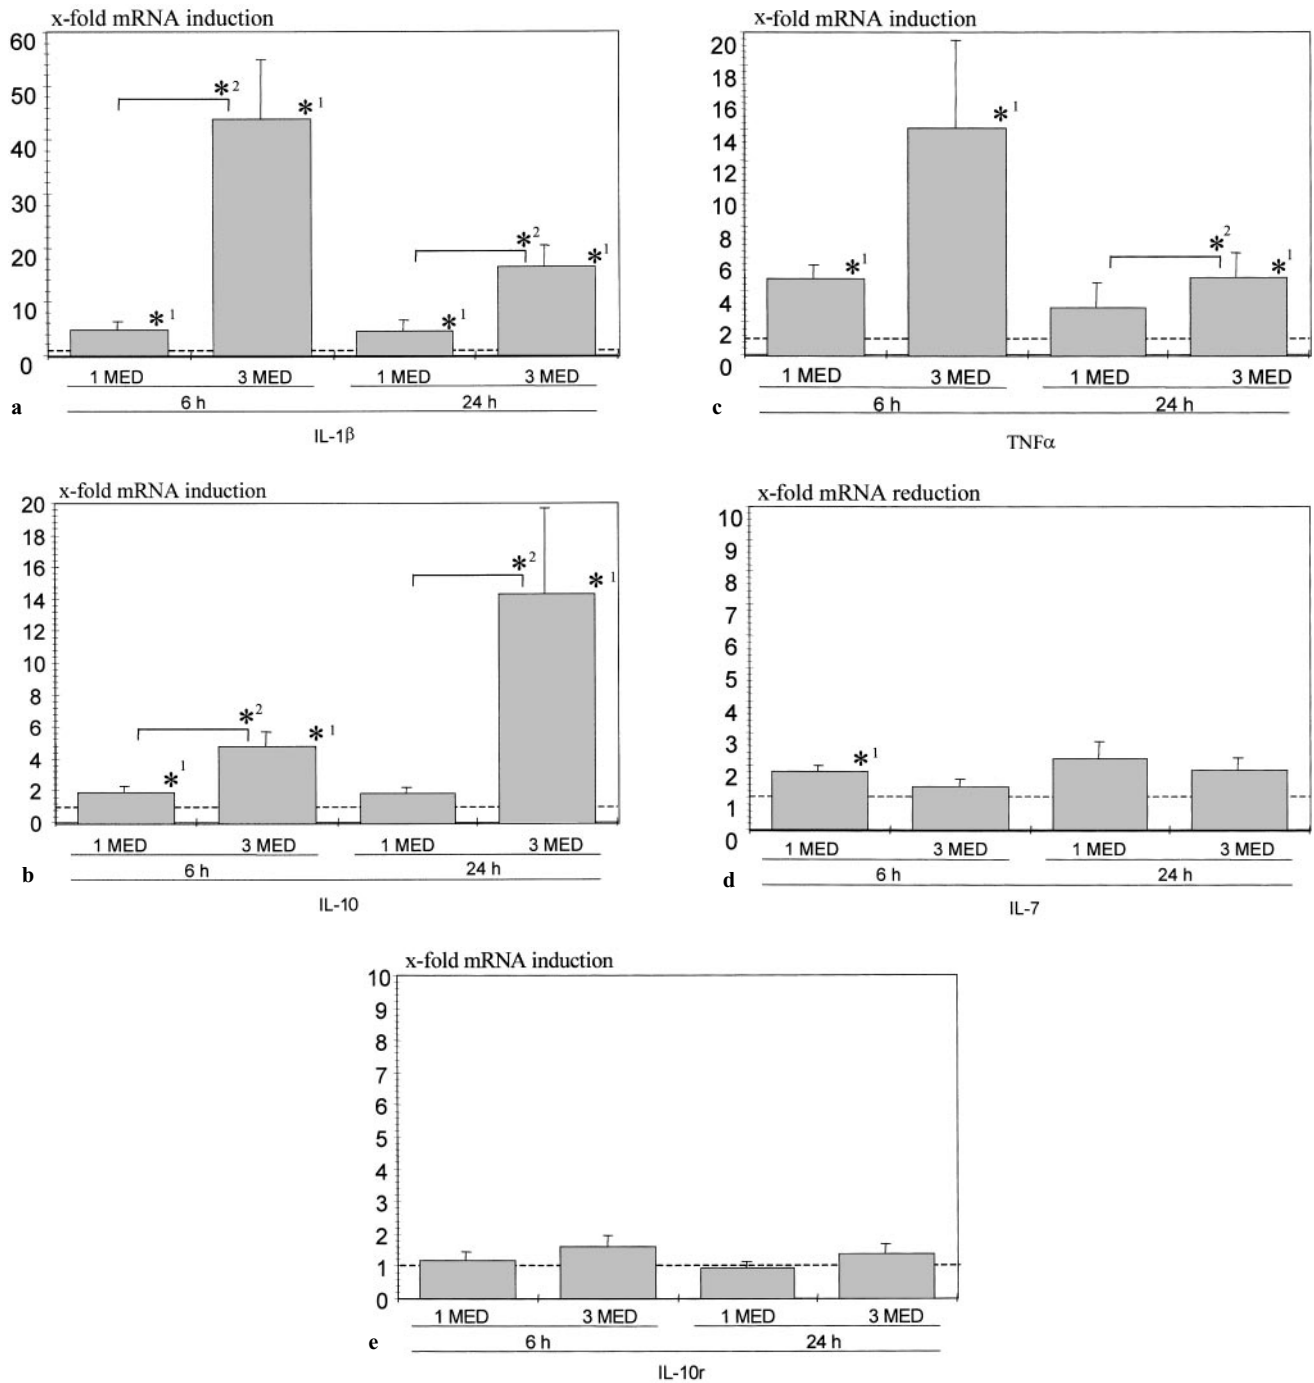 x-fold mRNA induction
60
50
40
30
20
10
0
*2
*1
*1
*2
*1
*1
1 MED 3 MED 1 MED 3 MED
6 h 24 h
a
IL-1β
x-fold mRNA induction
20
18
16
14
12
10
8
6
4
2
0
*1
*1
*2
*1
1 MED 3 MED 1 MED 3 MED
6 h 24 h
c
TNFα
x-fold mRNA induction
20
18
16
14
12
10
8
6
4
2
0
*2
*1
*2
*1
*1
1 MED 3 MED 1 MED 3 MED
6 h 24 h
b
IL-10
x-fold mRNA reduction
10
9
8
7
6
5
4
3
2
1
0
*1
1 MED 3 MED 1 MED 3 MED
6 h 24 h
d
IL-7
x-fold mRNA induction
10
9
8
7
6
5
4
3
2
1
0
1 MED 3 MED 1 MED 3 MED
6 h 24 h
e
IL-10r